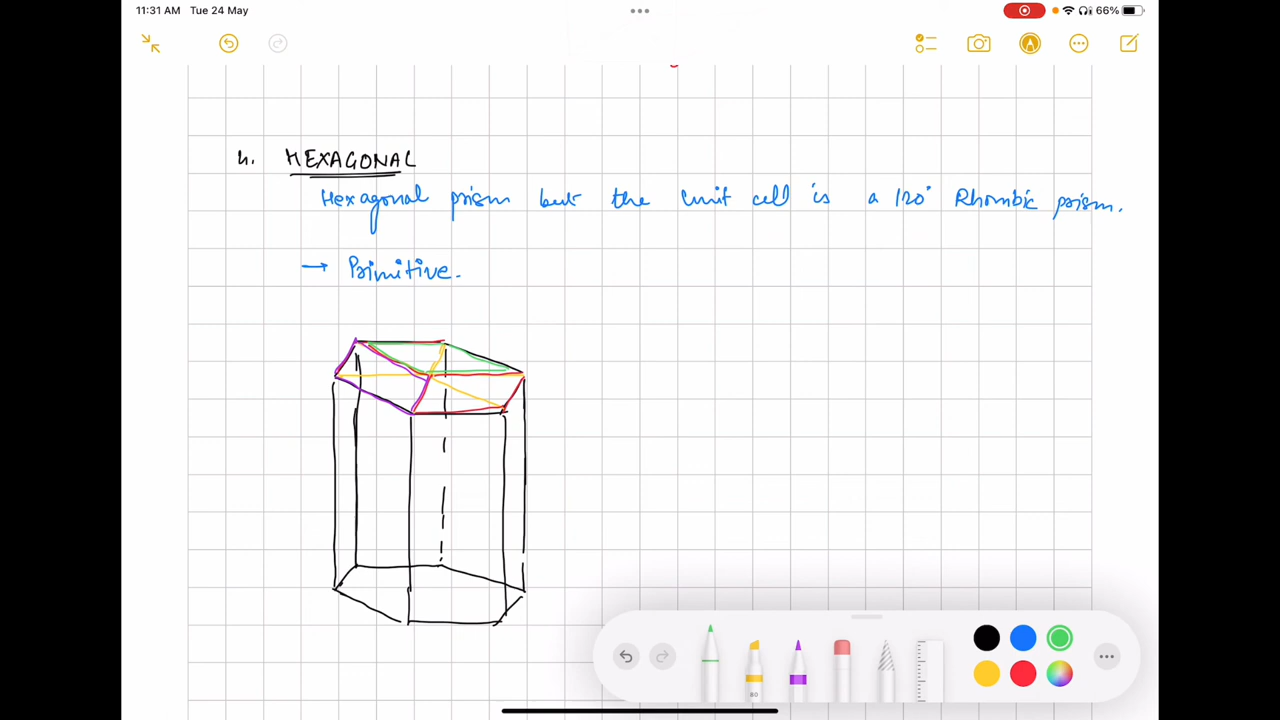 11:31 AM Tue 24 May
66%
4. HEXAGONAL
Hexagonal prism but the Unit cell is a 120° Rhombic prism.
→ Primitive.
80